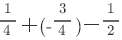 1/4 + (- 3/4) - 1/2